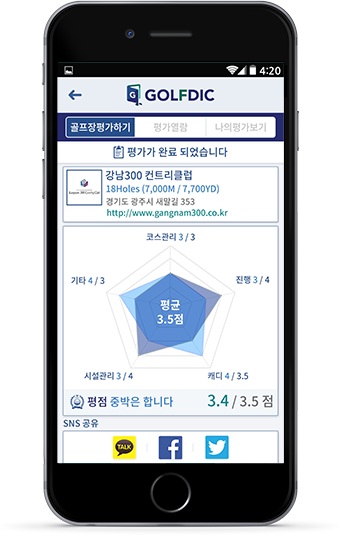 4:20
GOLFDIC
골프장평가하기 평가열람 나의평가보기
평가가 완료 되었습니다
강남300 컨트리클럽
18Holes (7,000M / 7,700YD)
경기도 광주시 새말길 353
http://www.gangnam300.co.kr
코스관리 3 / 3
기타 4 / 3
진행 3 / 4
평균
3.5점
시설관리 3 / 4
캐디 4 / 3.5
평점 중박은 합니다 3.4 / 3.5 점
SNS 공유
TALK